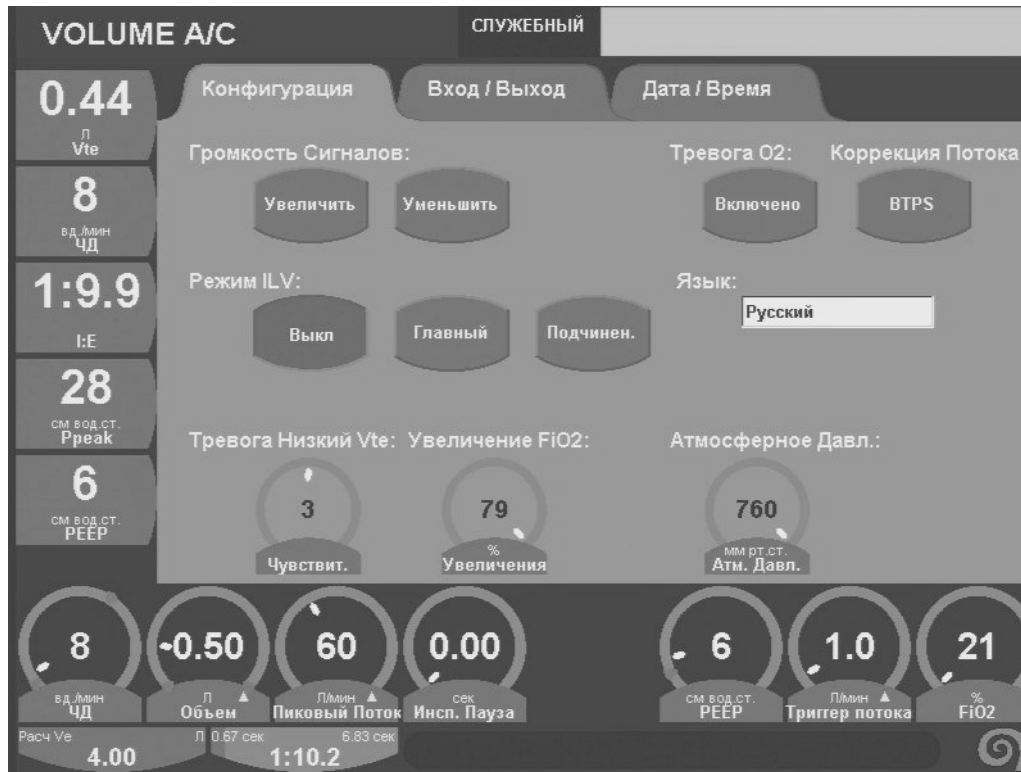 VOLUME A/C
СЛУЖЕБНЫЙ
Конфигурация Вход / Выход Дата / Время
0.44
Л
Vte
8
вд./мин
ЧД
1:9.9
I:E
28
см вод.ст.
Ppeak
6
см вод.ст.
PEEP
Громкость Сигналов:
Увеличить Уменьшить
Тревога O2: Коррекция Потока
Включено BTPS
Режим ILV:
Выкл Главный Подчинен.
Язык:
Русский
Тревога Низкий Vte: Увеличение FiO2: Атмосферное Давл.:
3
Чувствит.
79
%
Увеличения
760
мм рт.ст.
Атм. Давл.
8
вд./мин
ЧД
0.50
Л
Объем
60
Л/мин
Пиковый Поток
0.00
сек
Инсп. Пауза
6
см вод.ст.
PEEP
1.0
Л/мин
Триггер потока
21
%
FiO2
Расч Ve Л
4.00
0.67 сек 6.83 сек
1:10.2